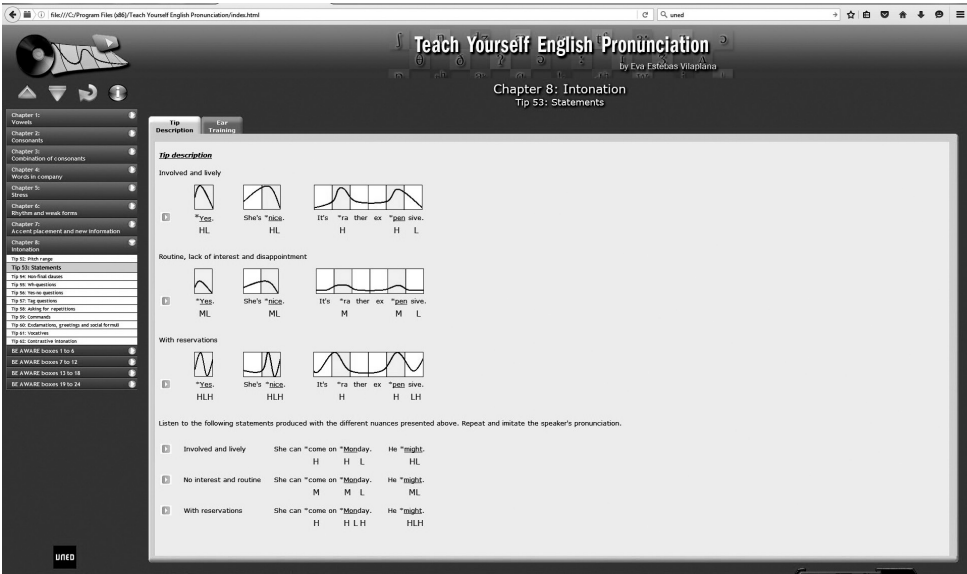 file:///C:/Program Files (x86)/Teach Yourself English Pronunciation/index.html
uned
Teach Yourself English Pronunciation
by Eva Estebas Vilaplana
Chapter 8: Intonation
Tip 53: Statements
Chapter 1:
Vowels
Chapter 2:
Consonants
Chapter 3:
Combination of consonants
Chapter 4:
Words in company
Chapter 5:
Stress
Chapter 6:
Rhythm and weak forms
Chapter 7:
Accent placement and new information
Chapter 8:
Intonation
Tip 52: Pitch range
Tip 53: Statements
Tip 54: Non-final clauses
Tip 55: Wh-questions
Tip 56: Yes-no questions
Tip 57: Tag questions
Tip 58: Asking for repetitions
Tip 59: Commands
Tip 60: Exclamations, greetings and social formuli
Tip 61: Vocatives
Tip 62: Contrastive intonation
BE AWARE boxes 1 to 6
BE AWARE boxes 7 to 12
BE AWARE boxes 13 to 18
BE AWARE boxes 19 to 24
UNED
Tip Description
Ear Training
Tip description
Involved and lively
*Yes. She's *nice. It's *ra ther ex *pen sive.
HL HL H H L
Routine, lack of interest and disappointment
*Yes. She's *nice. It's *ra ther ex *pen sive.
ML ML M M L
With reservations
*Yes. She's *nice. It's *ra ther ex *pen sive.
HLH HLH H H LH
Listen to the following statements produced with the different nuances presented above. Repeat and imitate the speaker's pronunciation.
Involved and lively She can *come on *Monday. He *might.
H H L HL
No interest and routine She can *come on *Monday. He *might.
M M L ML
With reservations She can *come on *Monday. He *might.
H H L H HLH